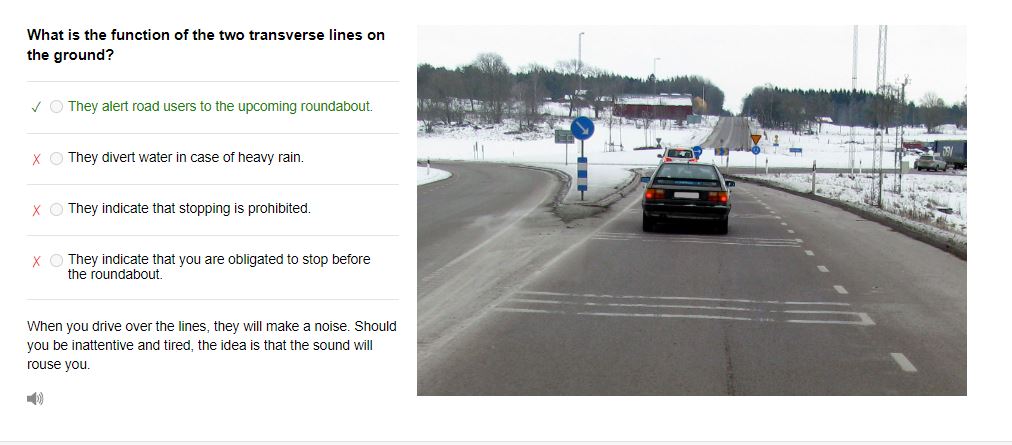 What is the function of the two transverse lines on
the ground?
They alert road users to the upcoming roundabout.
They divert water in case of heavy rain.
They indicate that stopping is prohibited.
They indicate that you are obligated to stop before
the roundabout.
When you drive over the lines, they will make a noise. Should
you be inattentive and tired, the idea is that the sound will
rouse you.